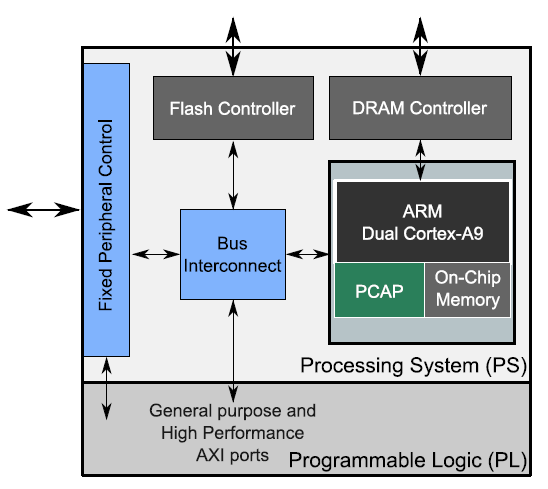 Flash Controller
DRAM Controller
Fixed Peripheral Control
ARM
Dual Cortex-A9
Bus
Interconnect
PCAP
On-Chip
Memory
Processing System (PS)
General purpose and
High Performance
AXI ports
Programmable Logic (PL)